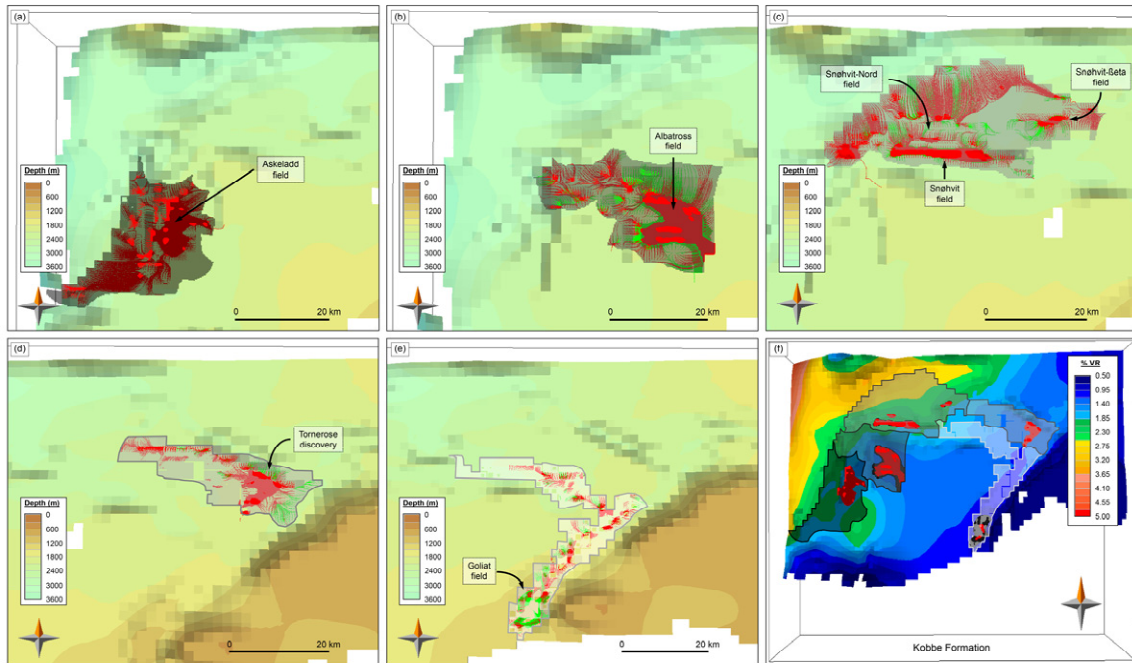 (a)
Askeladd
field
Depth (m)
0
600
1200
1800
2400
3000
3600
0 20 km
(b)
Albatross
field
Depth (m)
0
600
1200
1800
2400
3000
3600
0 20 km
(c)
Snøhvit-Nord
field
Snøhvit-ßeta
field
Snøhvit
field
Depth (m)
0
600
1200
1800
2400
3000
3600
0 20 km
(d)
Tornerose
discovery
Depth (m)
0
600
1200
1800
2400
3000
3600
0 20 km
(e)
Goliat
field
Depth (m)
0
600
1200
1800
2400
3000
3600
0 20 km
(f)
% VR
0.50
0.95
1.40
1.85
2.30
2.75
3.20
3.65
4.10
4.55
5.00
Kobbe Formation